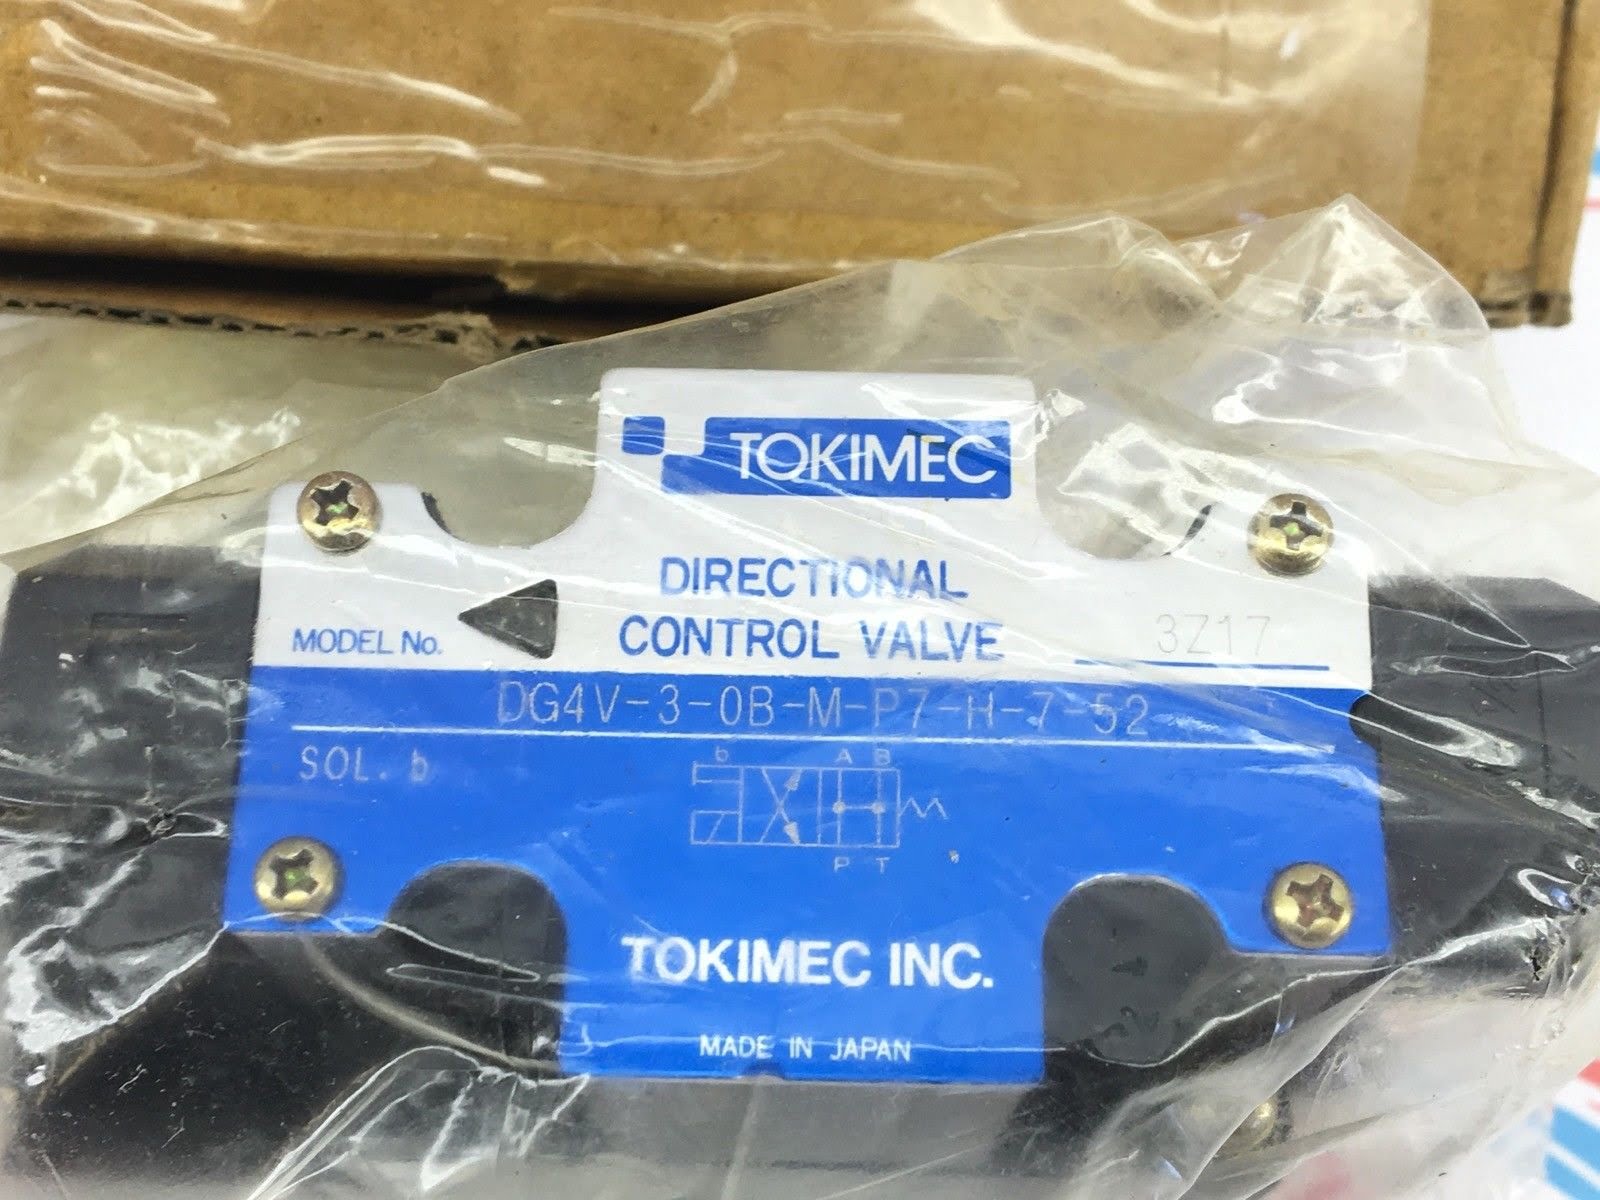 TOKIMEC
DIRECTIONAL
CONTROL VALVE
MODEL No.
3Z17
DG4V-3-0B-M-P7-H-7-52
SOL. b
b A B
P T
TOKIMEC INC.
MADE IN JAPAN